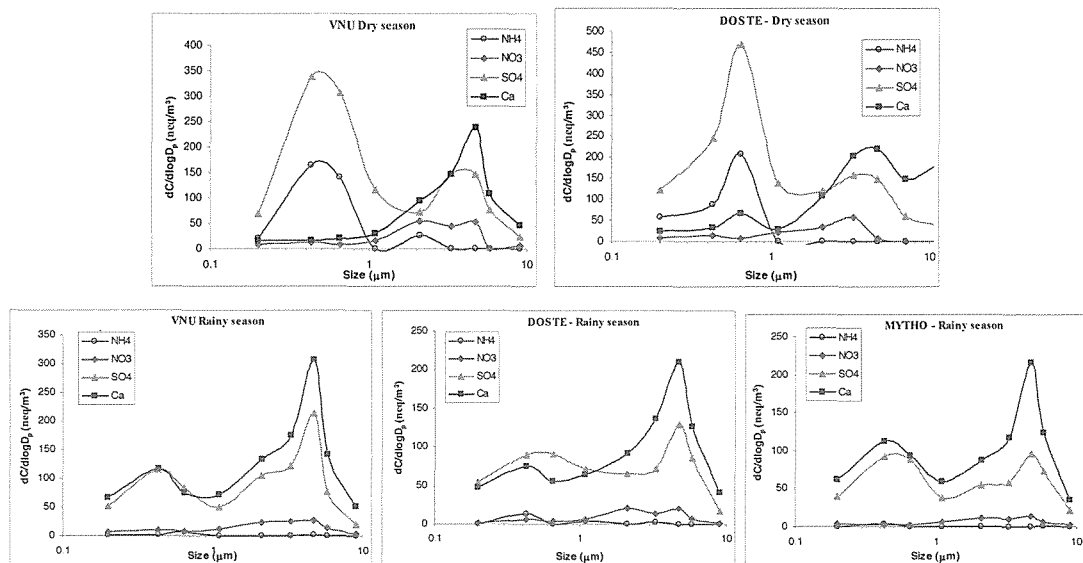 VNU Dry season
400
350
300
250
200
150
100
50
0
0.1
1
10
dC/dlogDp (neq/m³)
Size (μm)
NH4
NO3
SO4
Ca
DOSTE - Dry season
500
450
400
350
300
250
200
150
100
50
0
0.1
1
10
dC/dlogDp (neq/m³)
Size (μm)
NH4
NO3
SO4
Ca
VNU Rainy season
350
300
250
200
150
100
50
0
0.1
1
10
dC/dlogDp (neq/m³)
Size (μm)
NH4
NO3
SO4
Ca
DOSTE - Rainy season
250
200
150
100
50
0
0.1
1
10
dC/dlogDp (neq/m³)
Size (μm)
NH4
NO3
SO4
Ca
MYTHO - Rainy season
250
200
150
100
50
0
0.1
1
10
dC/dlogDp (neq/m³)
Size (μm)
NH4
NO3
SO4
Ca